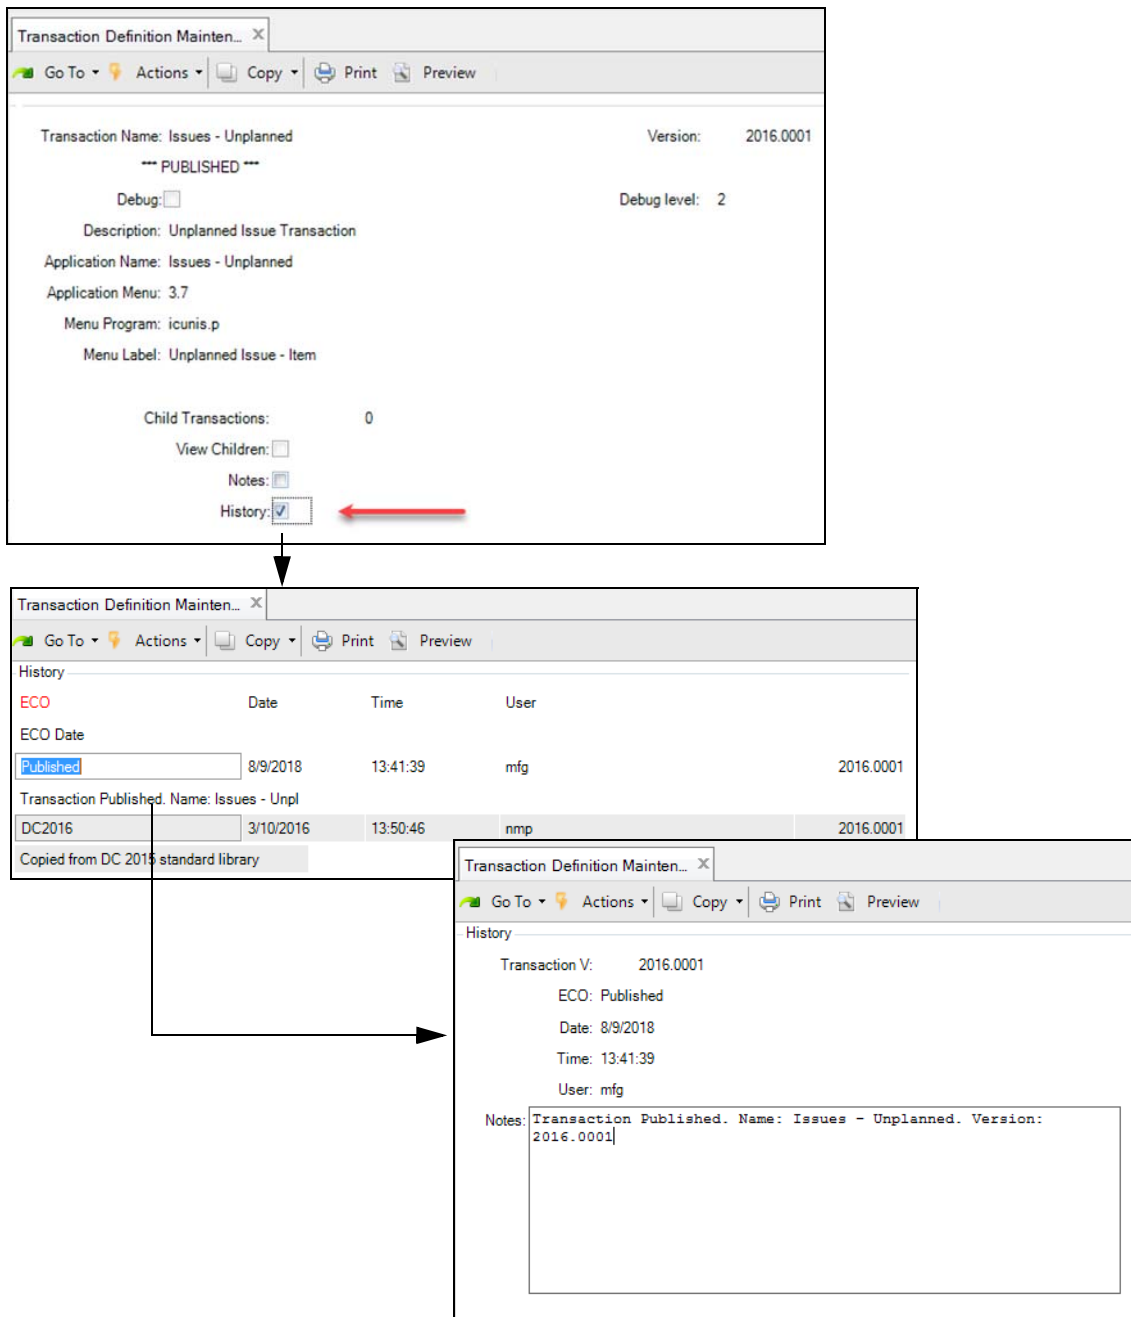 Transaction Definition Mainten... X
Go To Actions Copy Print Preview
Transaction Name: Issues - Unplanned Version: 2016.0001
*** PUBLISHED ***
Debug: Debug level: 2
Description: Unplanned Issue Transaction
Application Name: Issues - Unplanned
Application Menu: 3.7
Menu Program: icunis.p
Menu Label: Unplanned Issue - Item
Child Transactions: 0
View Children:
Notes:
History:
Transaction Definition Mainten... X
Go To Actions Copy Print Preview
History
ECO Date Time User
ECO Date
Published 8/9/2018 13:41:39 mfg 2016.0001
Transaction Published. Name: Issues - Unpl
DC2016 3/10/2016 13:50:46 nmp 2016.0001
Copied from DC 2015 standard library
Transaction Definition Mainten... X
Go To Actions Copy Print Preview
History
Transaction V: 2016.0001
ECO: Published
Date: 8/9/2018
Time: 13:41:39
User: mfg
Notes: Transaction Published. Name: Issues - Unplanned. Version:
2016.0001